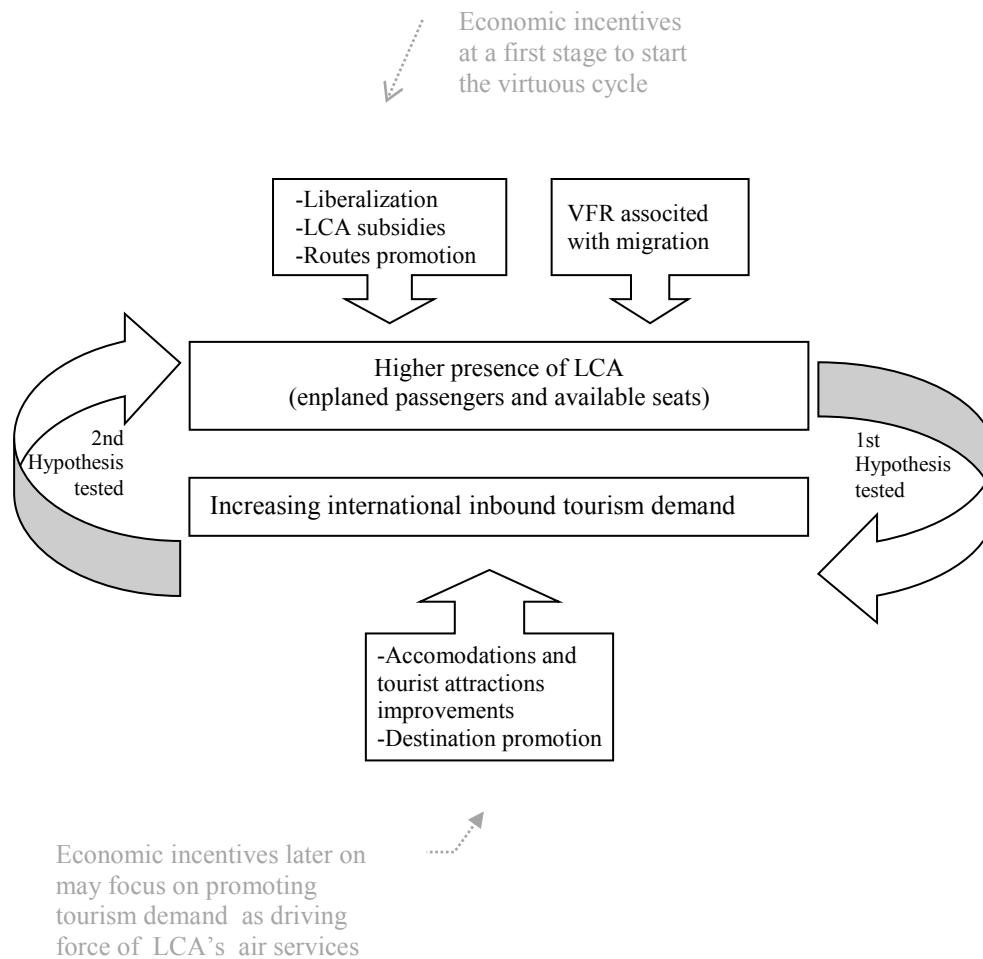 Economic incentives
at a first stage to start
the virtuous cycle
-Liberalization
-LCA subsidies
-Routes promotion
VFR associted
with migration
Higher presence of LCA
(enplaned passengers and available seats)
2nd
Hypothesis
tested
1st
Hypothesis
tested
Increasing international inbound tourism demand
-Accomodations and
tourist attractions
improvements
-Destination promotion
Economic incentives later on
may focus on promoting
tourism demand as driving
force of LCA’s air services